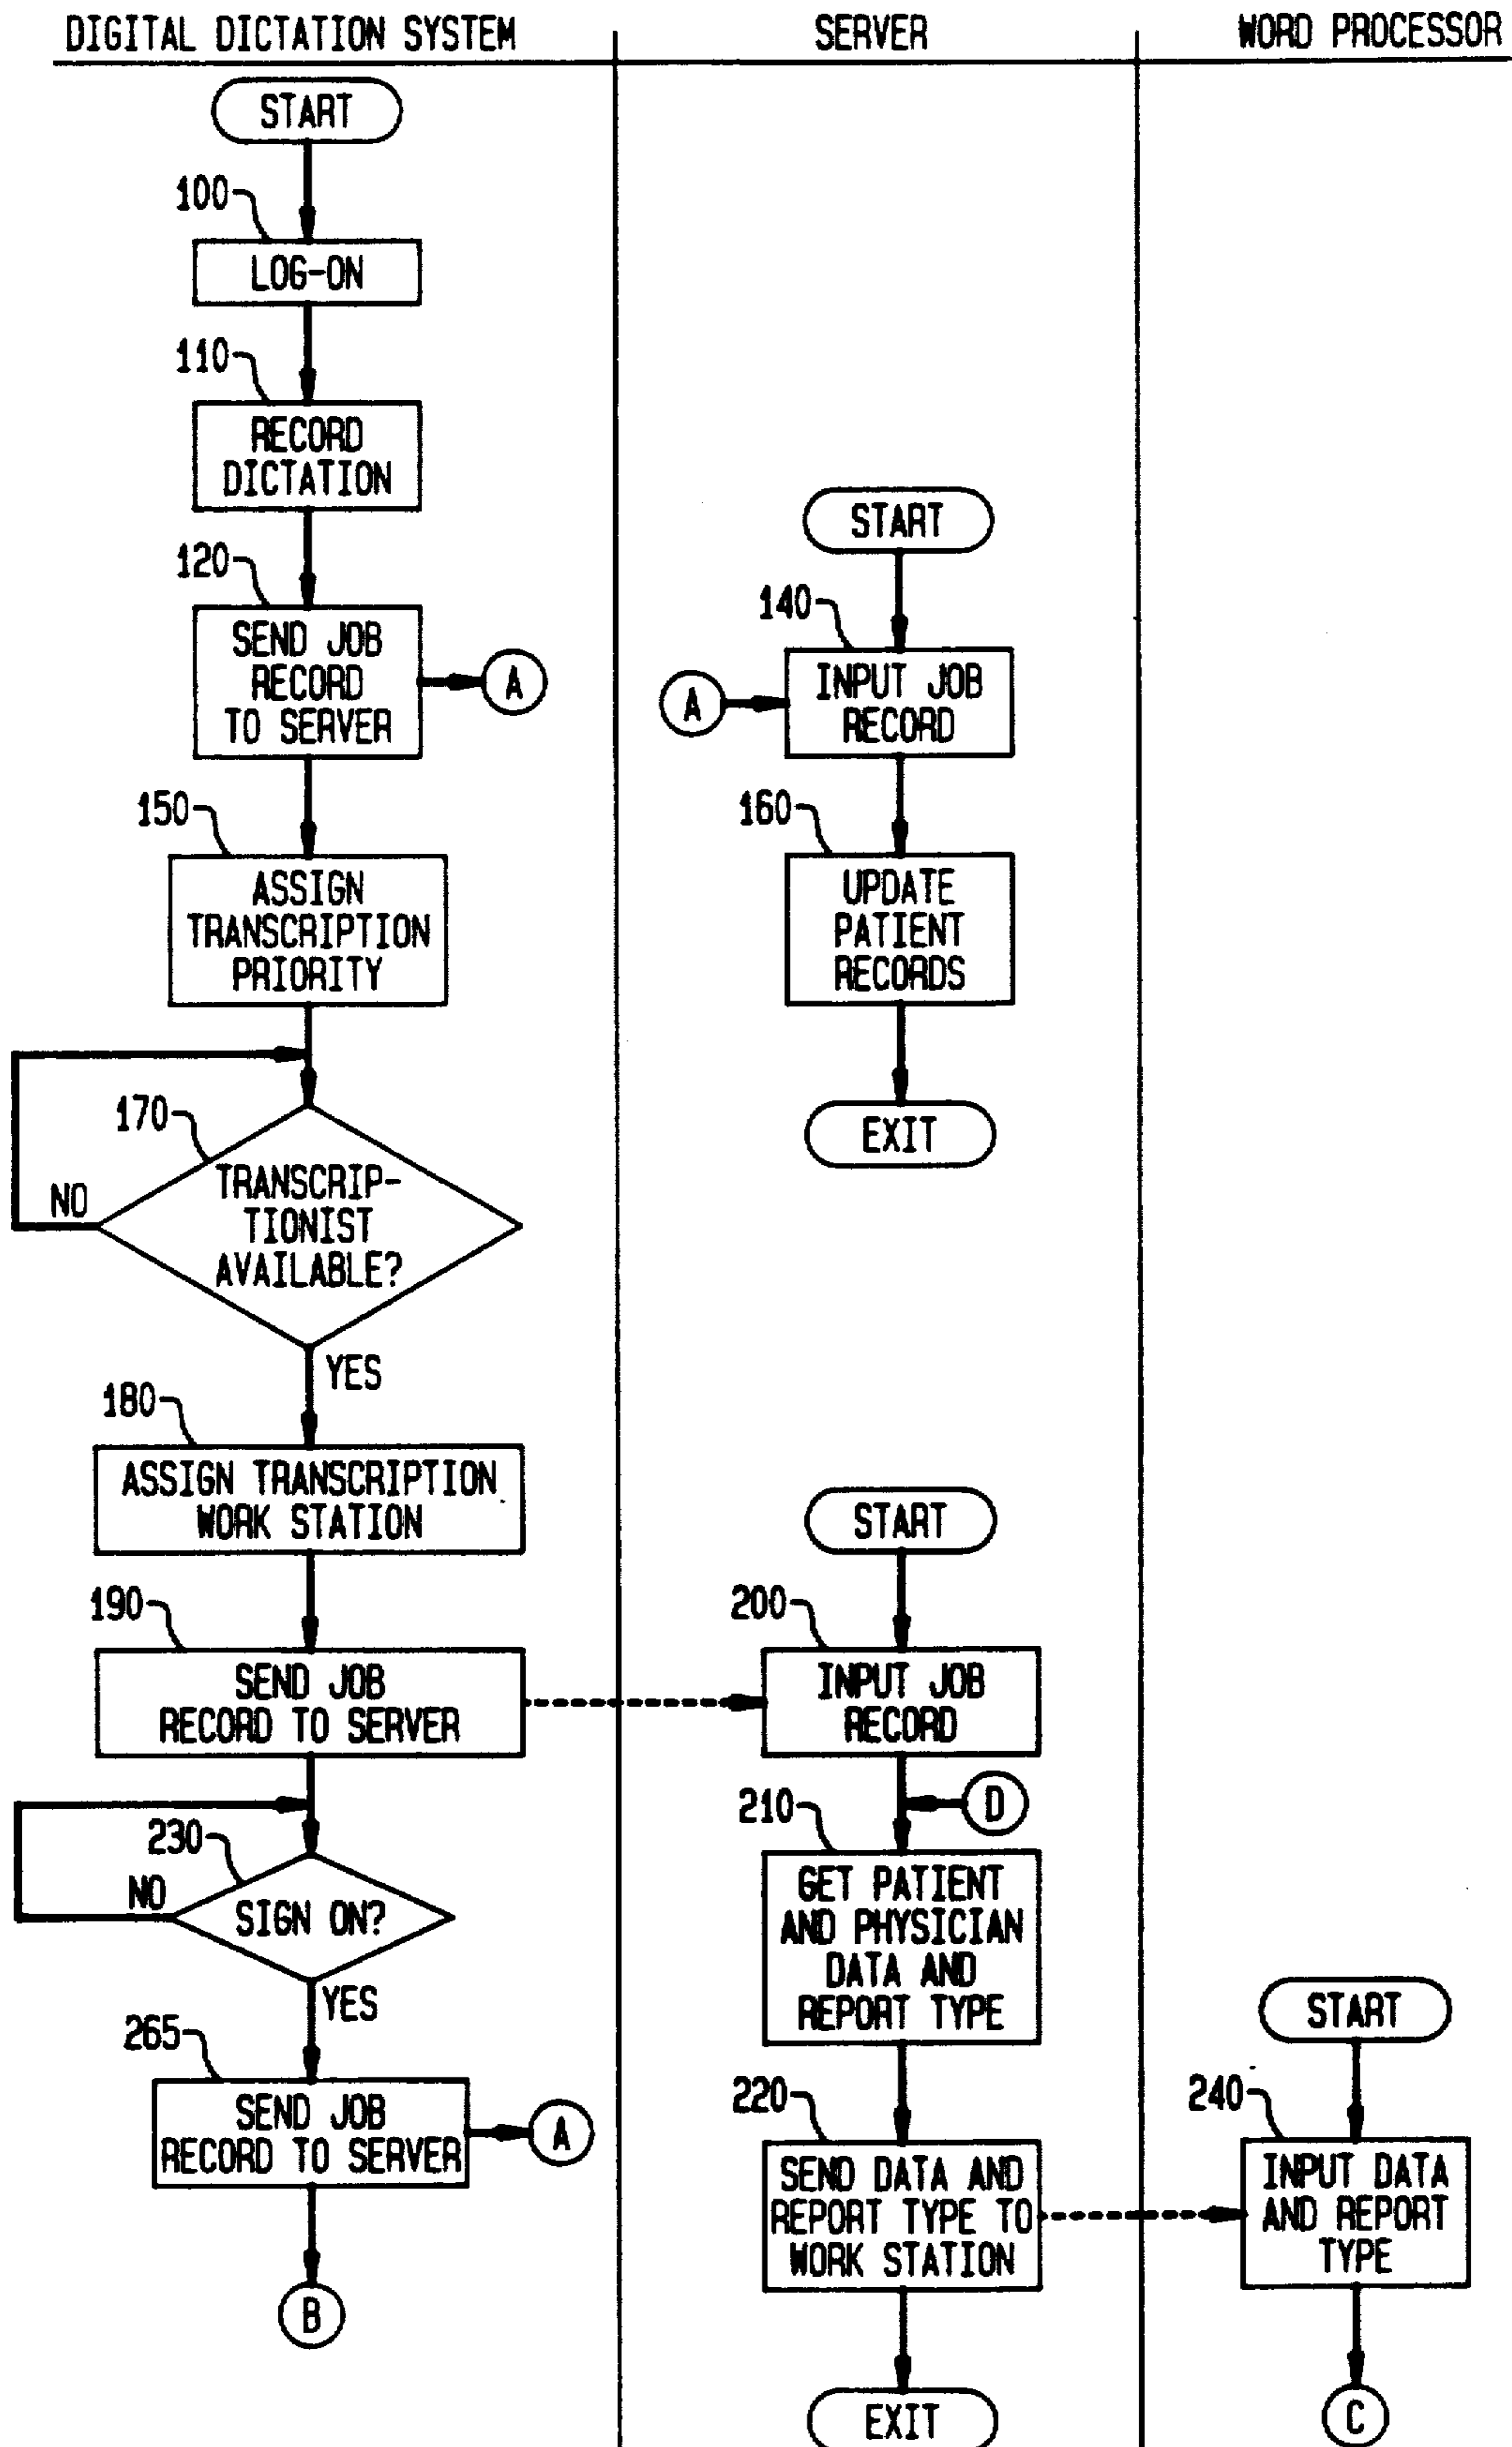 DIGITAL DICTATION SYSTEM
SERVER
WORD PROCESSOR
START
100
LOG-ON
110
RECORD
DICTATION
120
SEND JOB
RECORD
TO SERVER
A
150
ASSIGN
TRANSCRIPTION
PRIORITY
170
TRANSCRIP-
TIONIST
AVAILABLE?
NO
YES
180
ASSIGN TRANSCRIPTION
WORK STATION
190
SEND JOB
RECORD TO SERVER
230
SIGN ON?
NO
YES
265
SEND JOB
RECORD TO SERVER
A
B
START
140
A
INPUT JOB
RECORD
160
UPDATE
PATIENT
RECORDS
EXIT
START
200
INPUT JOB
RECORD
D
210
GET PATIENT
AND PHYSICIAN
DATA AND
REPORT TYPE
220
SEND DATA AND
REPORT TYPE TO
WORK STATION
EXIT
START
240
INPUT DATA
AND REPORT
TYPE
C